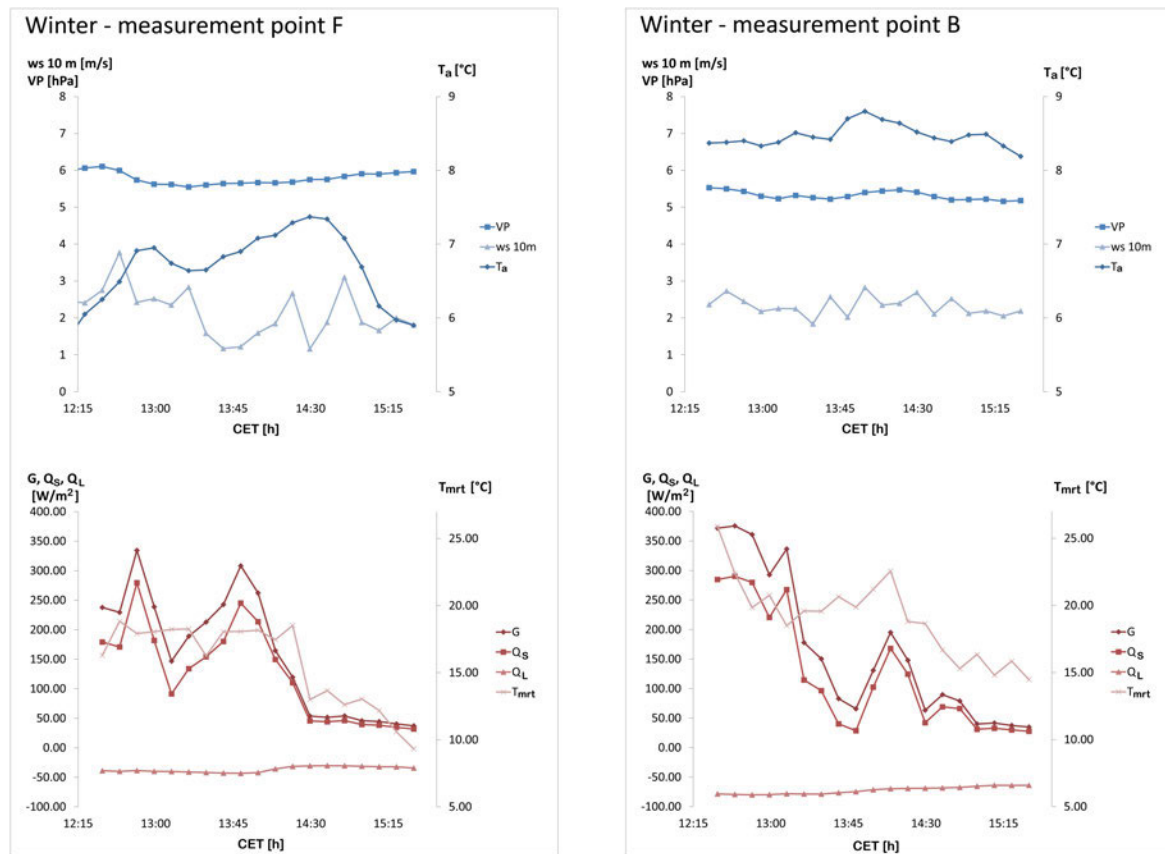 Winter - measurement point F
ws 10 m [m/s]
VP [hPa]
Ta [°C]
8
7
6
5
4
3
2
1
0
9
8
7
6
5
VP
ws 10m
Ta
12:15 13:00 13:45 14:30 15:15
CET [h]
G, QS, QL
[W/m²]
Tmrt [°C]
400.00
350.00
300.00
250.00
200.00
150.00
100.00
50.00
0.00
-50.00
-100.00
25.00
20.00
15.00
10.00
5.00
G
QS
QL
Tmrt
12:15 13:00 13:45 14:30 15:15
CET [h]
Winter - measurement point B
ws 10 m [m/s]
VP [hPa]
Ta [°C]
8
7
6
5
4
3
2
1
0
9
8
7
6
5
VP
ws 10m
Ta
12:15 13:00 13:45 14:30 15:15
CET [h]
G, QS, QL
[W/m²]
Tmrt [°C]
400.00
350.00
300.00
250.00
200.00
150.00
100.00
50.00
0.00
-50.00
-100.00
25.00
20.00
15.00
10.00
5.00
G
QS
QL
Tmrt
12:15 13:00 13:45 14:30 15:15
CET [h]